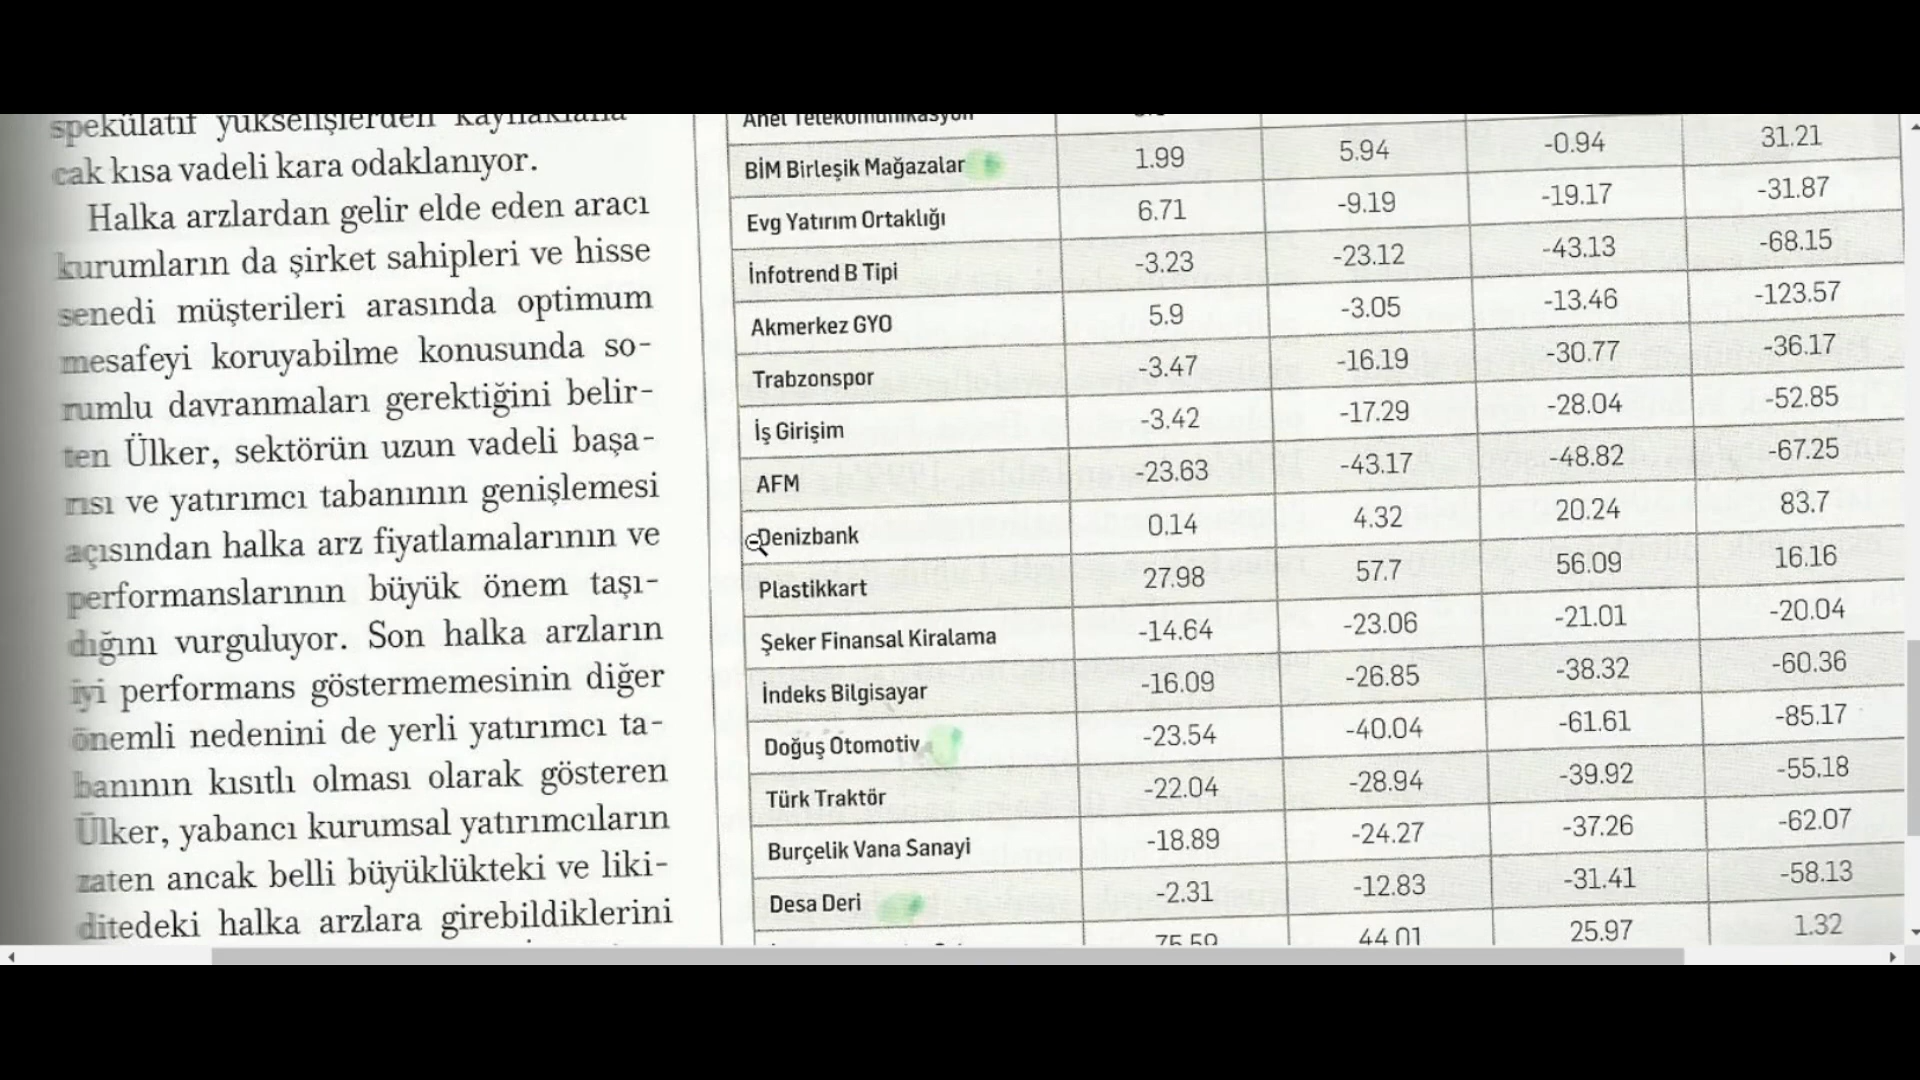 spekülatif yükselişlerden kaynaklana
cak kısa vadeli kara odaklanıyor.
Halka arzlardan gelir elde eden aracı
kurumların da şirket sahipleri ve hisse
senedi müşterileri arasında optimum
mesafeyi koruyabilme konusunda so-
rumlu davranmaları gerektiğini belir-
ten Ülker, sektörün uzun vadeli başa-
rısı ve yatırımcı tabanının genişlemesi
açısından halka arz fiyatlamalarının ve
performanslarının büyük önem taşı-
dığını vurguluyor. Son halka arzların
iyi performans göstermemesinin diğer
önemli nedenini de yerli yatırımcı ta-
banının kısıtlı olması olarak gösteren
Ülker, yabancı kurumsal yatırımcıların
zaten ancak belli büyüklükteki ve liki-
ditedeki halka arzlara girebildiklerini
Anel Telekomünikasyon
BİM Birleşik Mağazalar 1.99 5.94 -0.94 31.21
Evg Yatırım Ortaklığı 6.71 -9.19 -19.17 -31.87
İnfotrend B Tipi -3.23 -23.12 -43.13 -68.15
Akmerkez GYO 5.9 -3.05 -13.46 -123.57
Trabzonspor -3.47 -16.19 -30.77 -36.17
İş Girişim -3.42 -17.29 -28.04 -52.85
AFM -23.63 -43.17 -48.82 -67.25
Denizbank 0.14 4.32 20.24 83.7
Plastikkart 27.98 57.7 56.09 16.16
Şeker Finansal Kiralama -14.64 -23.06 -21.01 -20.04
İndeks Bilgisayar -16.09 -26.85 -38.32 -60.36
Doğuş Otomotiv -23.54 -40.04 -61.61 -85.17
Türk Traktör -22.04 -28.94 -39.92 -55.18
Burçelik Vana Sanayi -18.89 -24.27 -37.26 -62.07
Desa Deri -2.31 -12.83 -31.41 -58.13
75.59 44.01 25.97 1.32